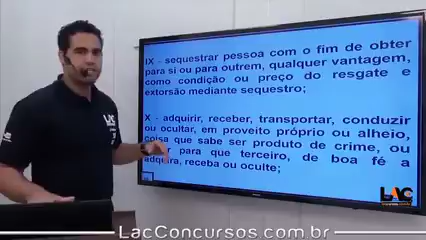 IX - sequestrar pessoa com o fim de obter
para si ou para outrem, qualquer vantagem,
como condição ou preço do resgate e
extorsão mediante sequestro;
X - adquirir, receber, transportar, conduzir
ou ocultar, em proveito próprio ou alheio,
coisa que sabe ser produto de crime, ou
para que terceiro, de boa fé a
adquira, receba ou oculte;
LAC
LAC
LacConcursos.com.br